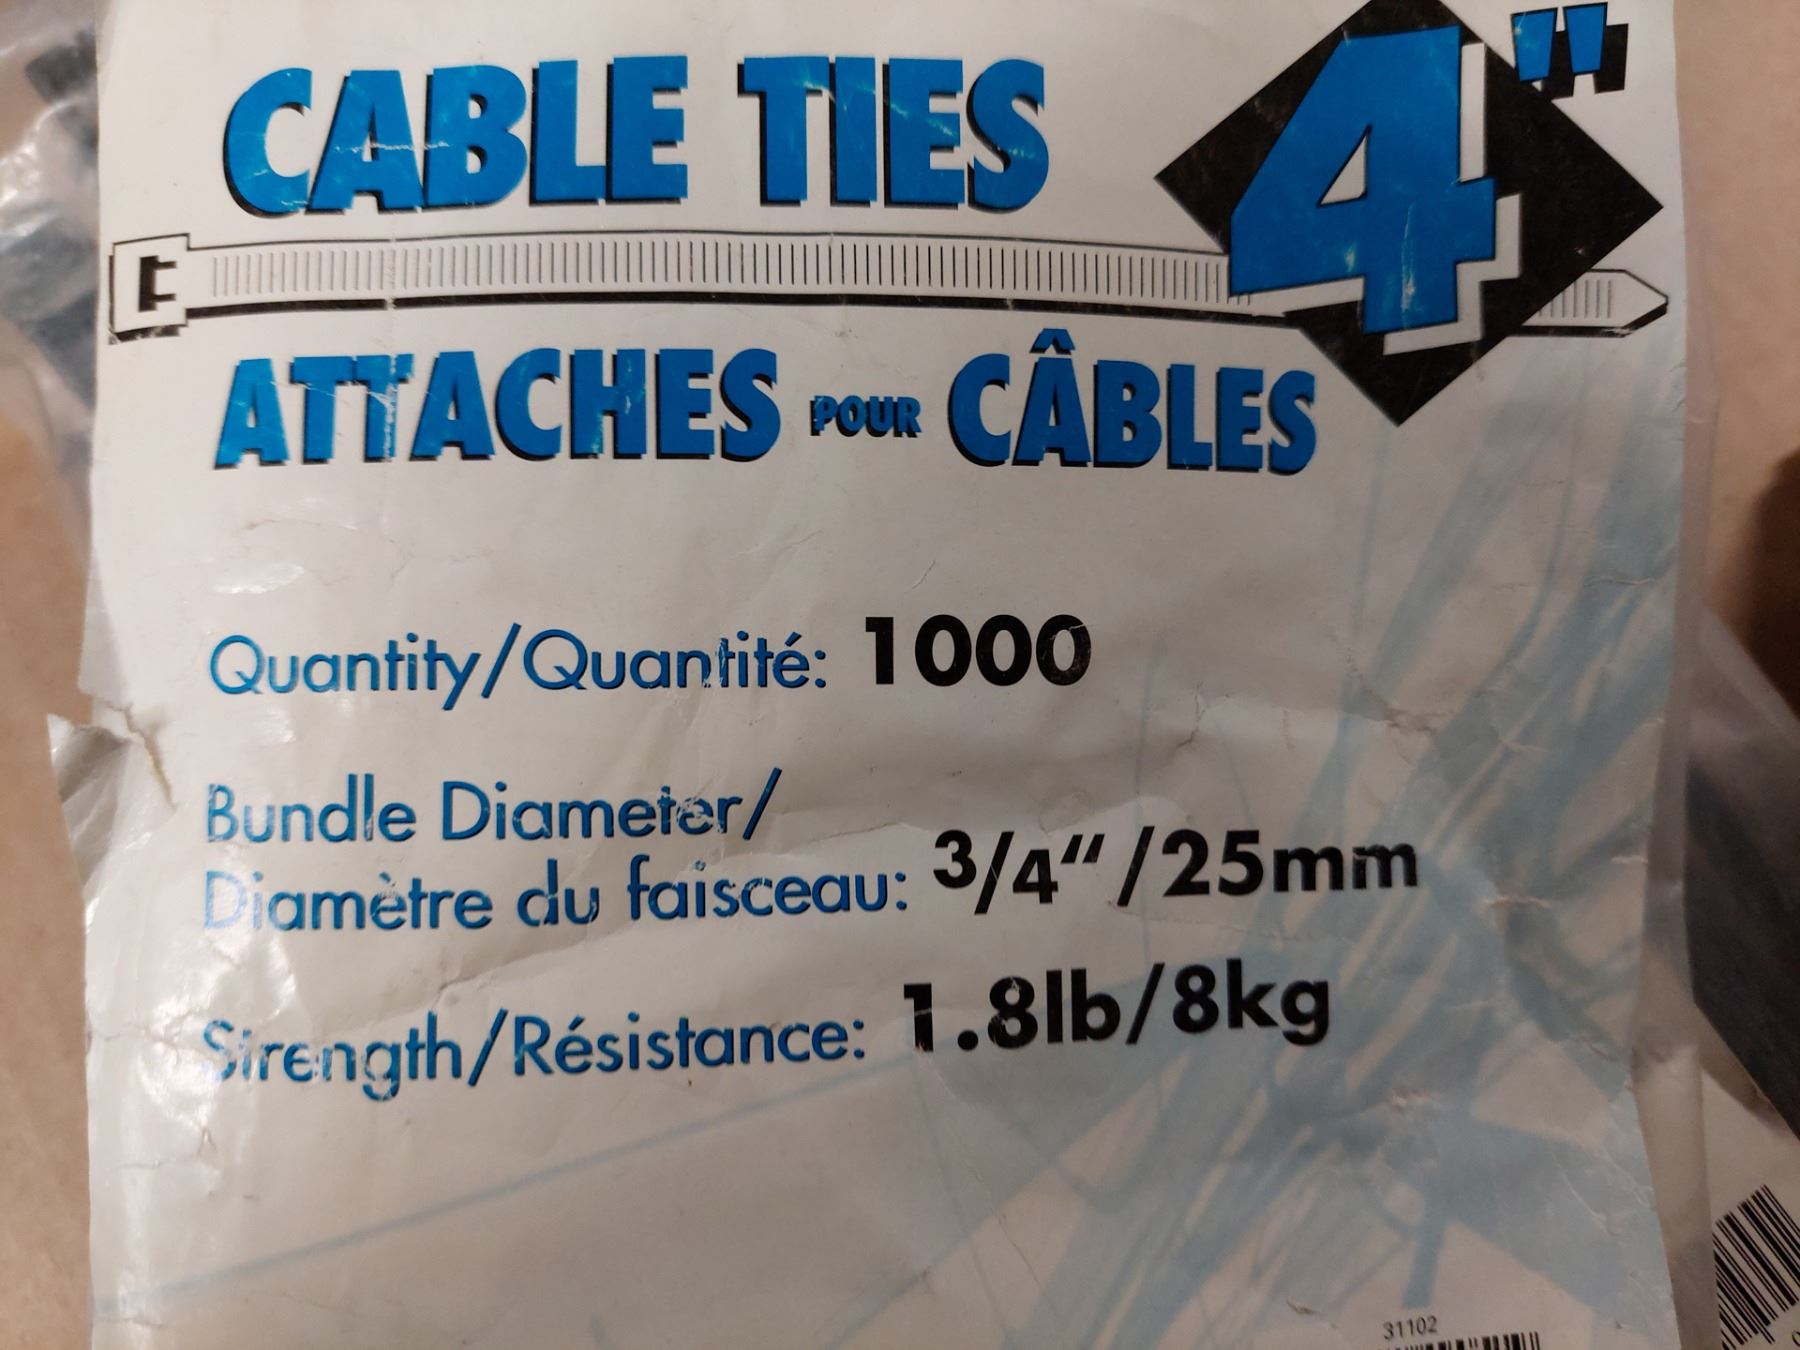 CABLE TIES 4"
ATTACHES POUR CÂBLES
Quantity/Quantité: 1000
Bundle Diameter/
Diamètre du faisceau: 3/4“/25mm
Strength/Résistance: 1.8lb/8kg
31102